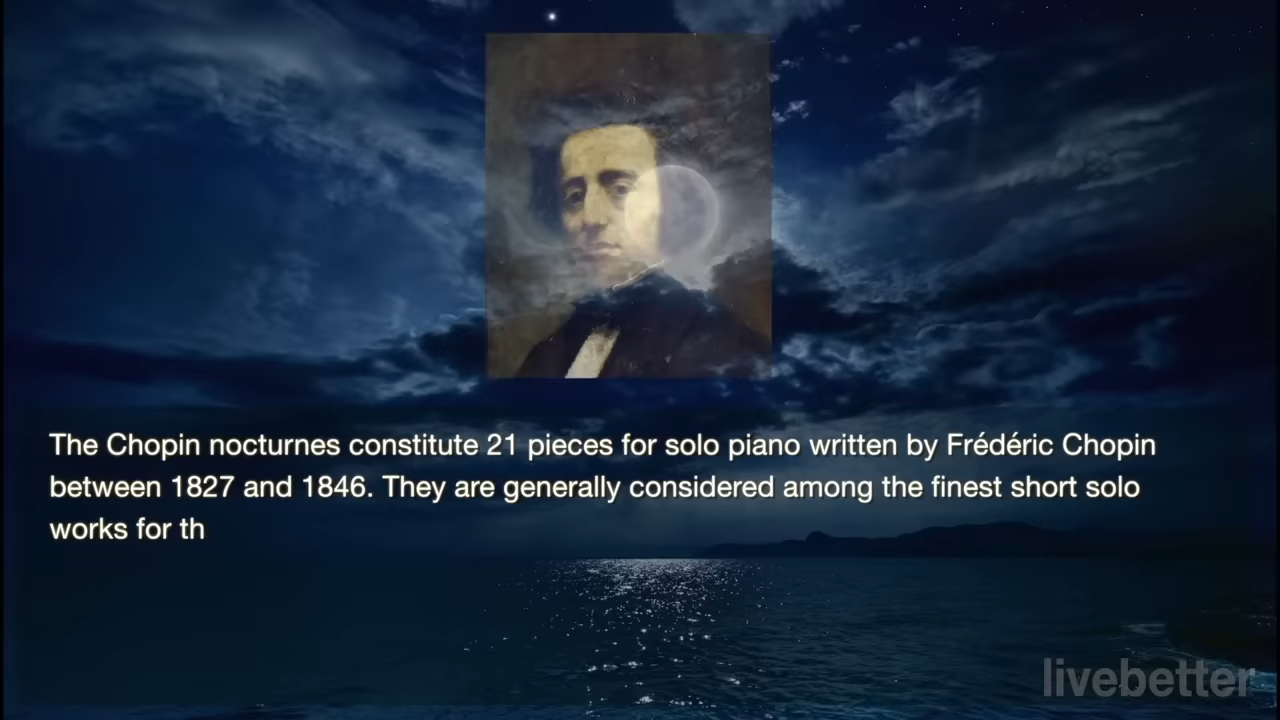 The Chopin nocturnes constitute 21 pieces for solo piano written by Frédéric Chopin
between 1827 and 1846. They are generally considered among the finest short solo
works for th
livebetter